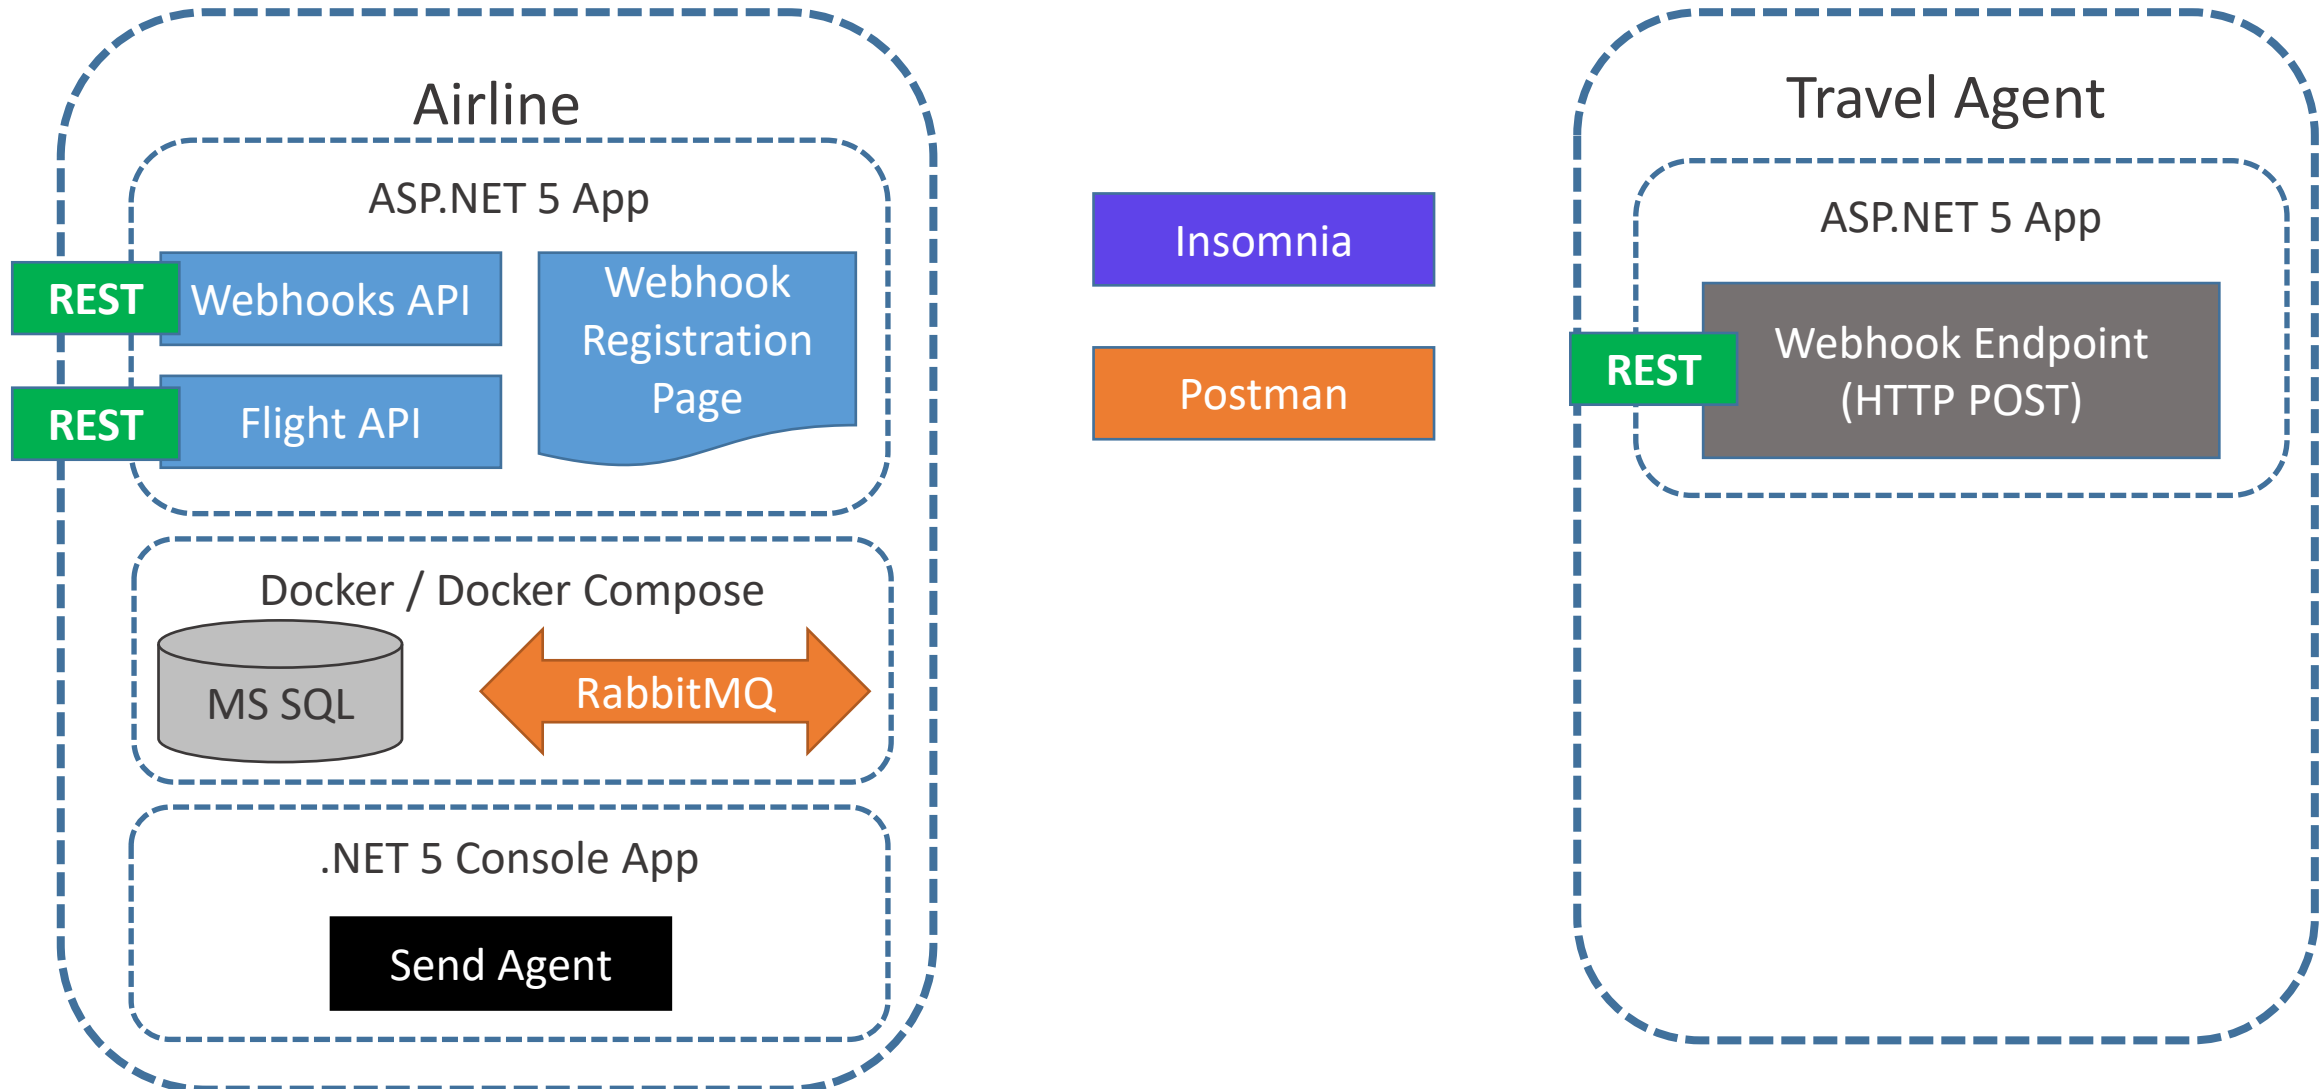 Airline
ASP.NET 5 App
REST
Webhooks API
REST
Flight API
Webhook
Registration
Page
Docker / Docker Compose
MS SQL
RabbitMQ
.NET 5 Console App
Send Agent
Insomnia
Postman
Travel Agent
ASP.NET 5 App
REST
Webhook Endpoint
(HTTP POST)